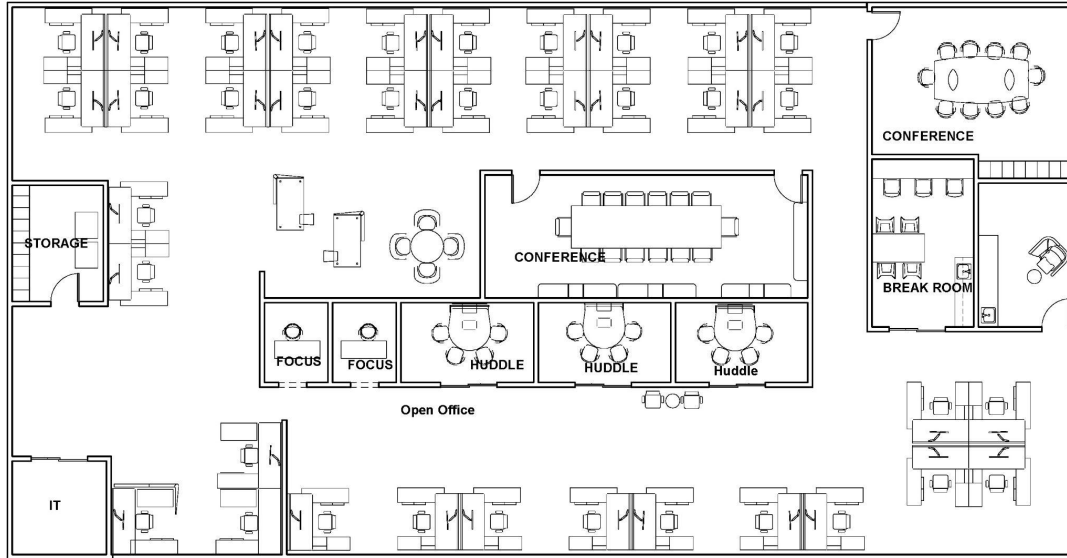 CONFERENCE
STORAGE
CONFERENCE
BREAK ROOM
FOCUS
FOCUS
HUDDLE
HUDDLE
Huddle
Open Office
IT